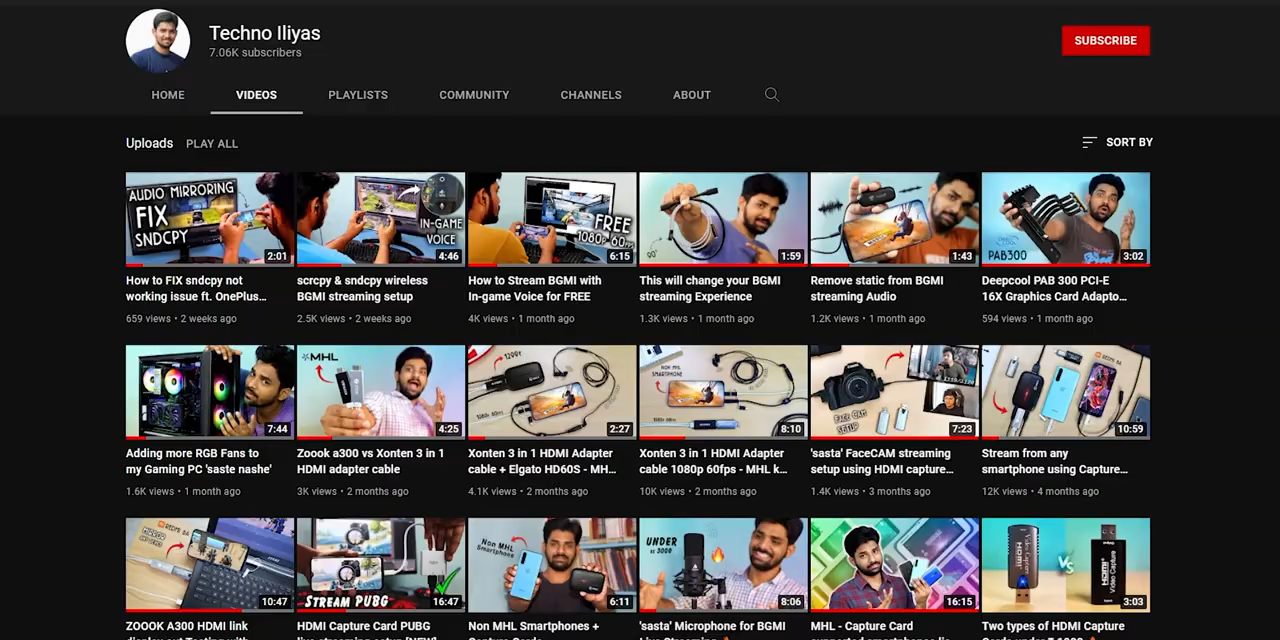 Techno Iliyas
7.06K subscribers
SUBSCRIBE
HOME VIDEOS PLAYLISTS COMMUNITY CHANNELS ABOUT
Uploads PLAY ALL SORT BY
AUDIO MIRRORING
FIX
SNDCPY
2:01
IN-GAME
VOICE
4:46
FREE
1080P 60FPS
6:15
90°
1:59
1:43
PAB300
3:02
How to FIX sndcpy not
working issue ft. OnePlus...
659 views • 2 weeks ago
scrcpy & sndcpy wireless
BGMI streaming setup
2.5K views • 2 weeks ago
How to Stream BGMI with
In-game Voice for FREE
4K views • 1 month ago
This will change your BGMI
streaming Experience
1.3K views • 1 month ago
Remove static from BGMI
streaming Audio
1.2K views • 1 month ago
Deepcool PAB 300 PCI-E
16X Graphics Card Adapto...
594 views • 1 month ago
7:44
*MHL
4:25
2:27
NON MHL
SMARTPHONE
8:10
FACE CAM
SETUP
7:23
REDMI 6A
10:59
Adding more RGB Fans to
my Gaming PC 'saste nashe'
1.6K views • 1 month ago
Zoook a300 vs Xonten 3 in 1
HDMI adapter cable
3K views • 2 months ago
Xonten 3 in 1 HDMI Adapter
cable + Elgato HD60S - MH...
4.1K views • 2 months ago
Xonten 3 in 1 HDMI Adapter
cable 1080p 60fps - MHL k...
10K views • 2 months ago
'sasta' FaceCAM streaming
setup using HDMI capture...
1.4K views • 3 months ago
Stream from any
smartphone using Capture...
12K views • 4 months ago
REDMI 6A
MIRROR
10:47
STREAM PUBG
16:47
NON MHL
Smartphone
6:11
UNDER
8:06
16:15
Video Capture
HDMI
VS
HDMI
Video Capture
3:03
ZOOOK A300 HDMI link
HDMI Capture Card PUBG
Non MHL Smartphones +
'sasta' Microphone for BGMI
MHL - Capture Card
Two types of HDMI Capture